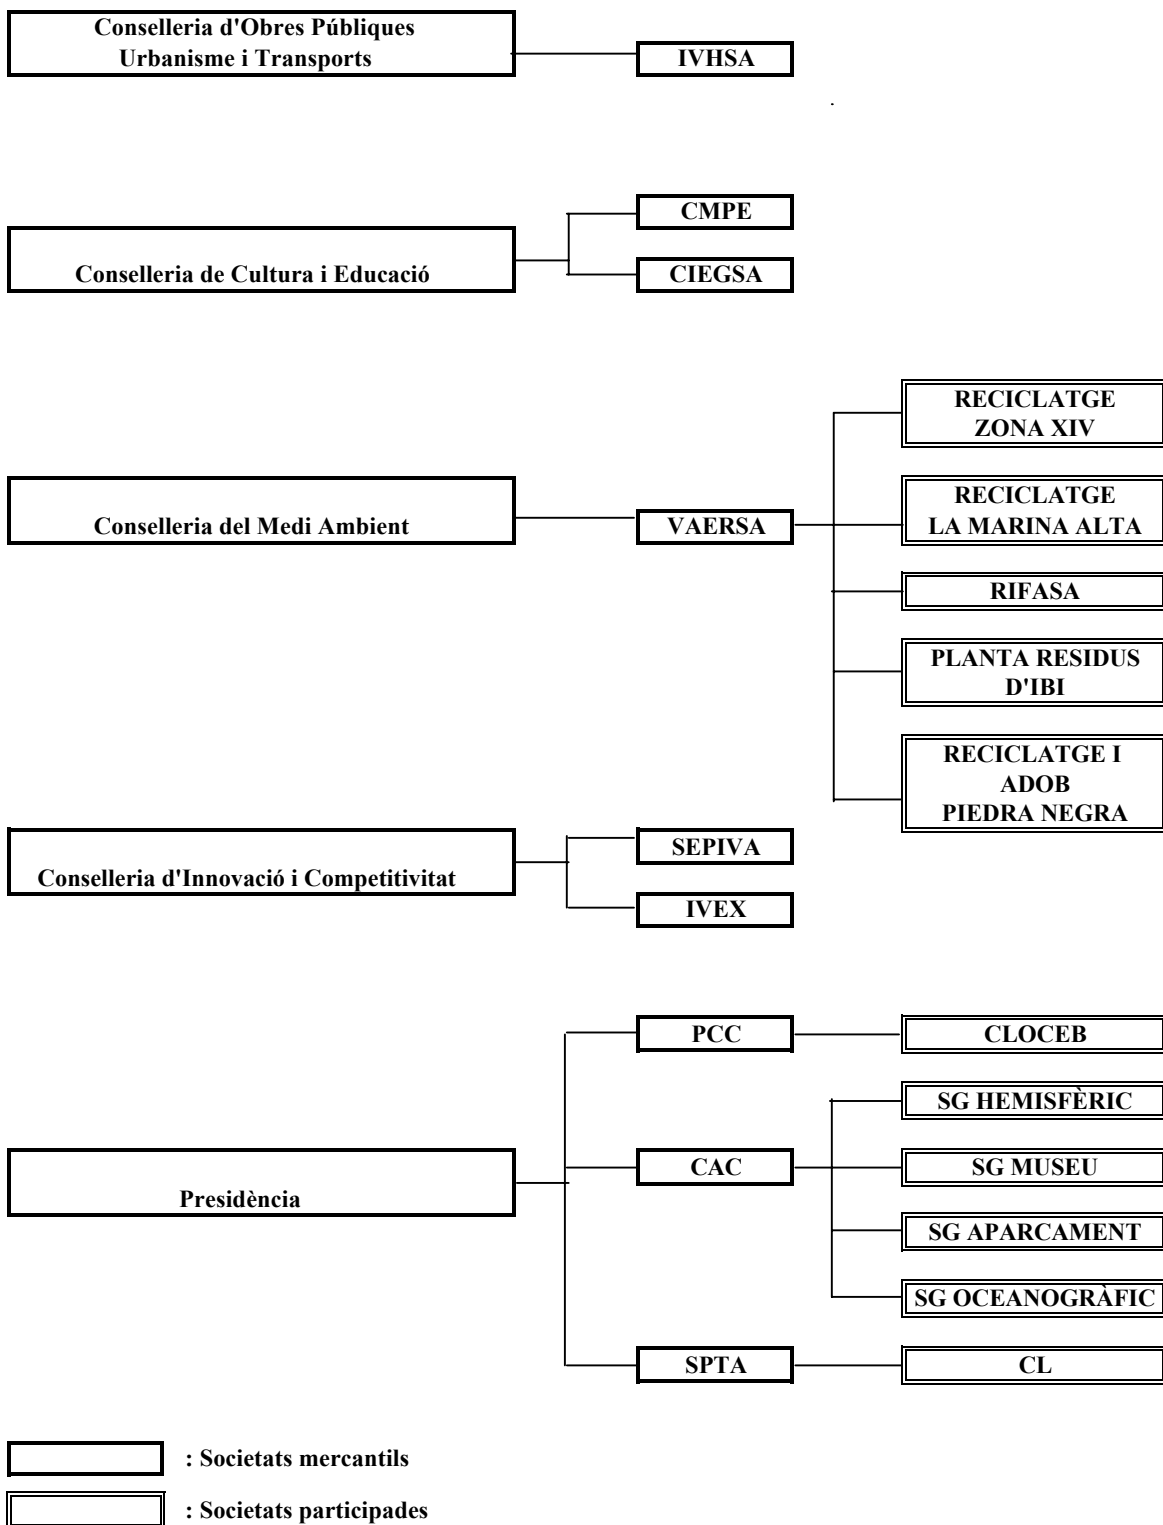 Conselleria d'Obres Públiques
Urbanisme i Transports
IVHSA
.
CMPE
Conselleria de Cultura i Educació
CIEGSA
RECICLATGE
ZONA XIV
RECICLATGE
LA MARINA ALTA
Conselleria del Medi Ambient
VAERSA
RIFASA
PLANTA RESIDUS
D'IBI
RECICLATGE I
ADOB
PIEDRA NEGRA
SEPIVA
Conselleria d'Innovació i Competitivitat
IVEX
PCC
CLOCEB
SG HEMISFÈRIC
CAC
SG MUSEU
Presidència
SG APARCAMENT
SG OCEANOGRÀFIC
SPTA
CL
: Societats mercantils
: Societats participades